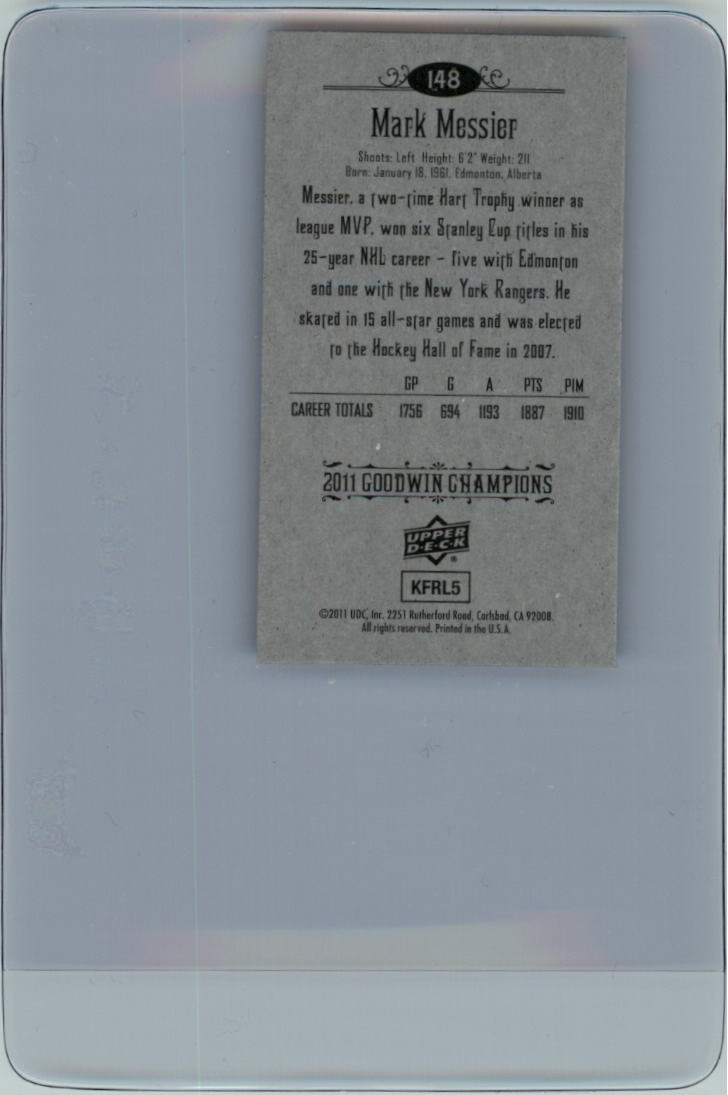 148
Mark Messier
Shoots: Left Height: 6'2" Weight: 211
Born: January 18, 1961, Edmonton, Alberta
Messier, a two-time Hart Trophy winner as
league MVP, won six Stanley Cup titles in his
25-year NHL career – five with Edmonton
and one with the New York Rangers. He
skated in 15 all-star games and was elected
to the Hockey Hall of Fame in 2007.
GP G A PTS PIM
CAREER TOTALS 1756 694 1193 1887 1910
2011 GOODWIN CHAMPIONS
UPPER
D•E•C•K
®
KFRL5
©2011 UDC, Inc. 2251 Rutherford Road, Carlsbad, CA 92008.
All rights reserved. Printed in the U.S.A.